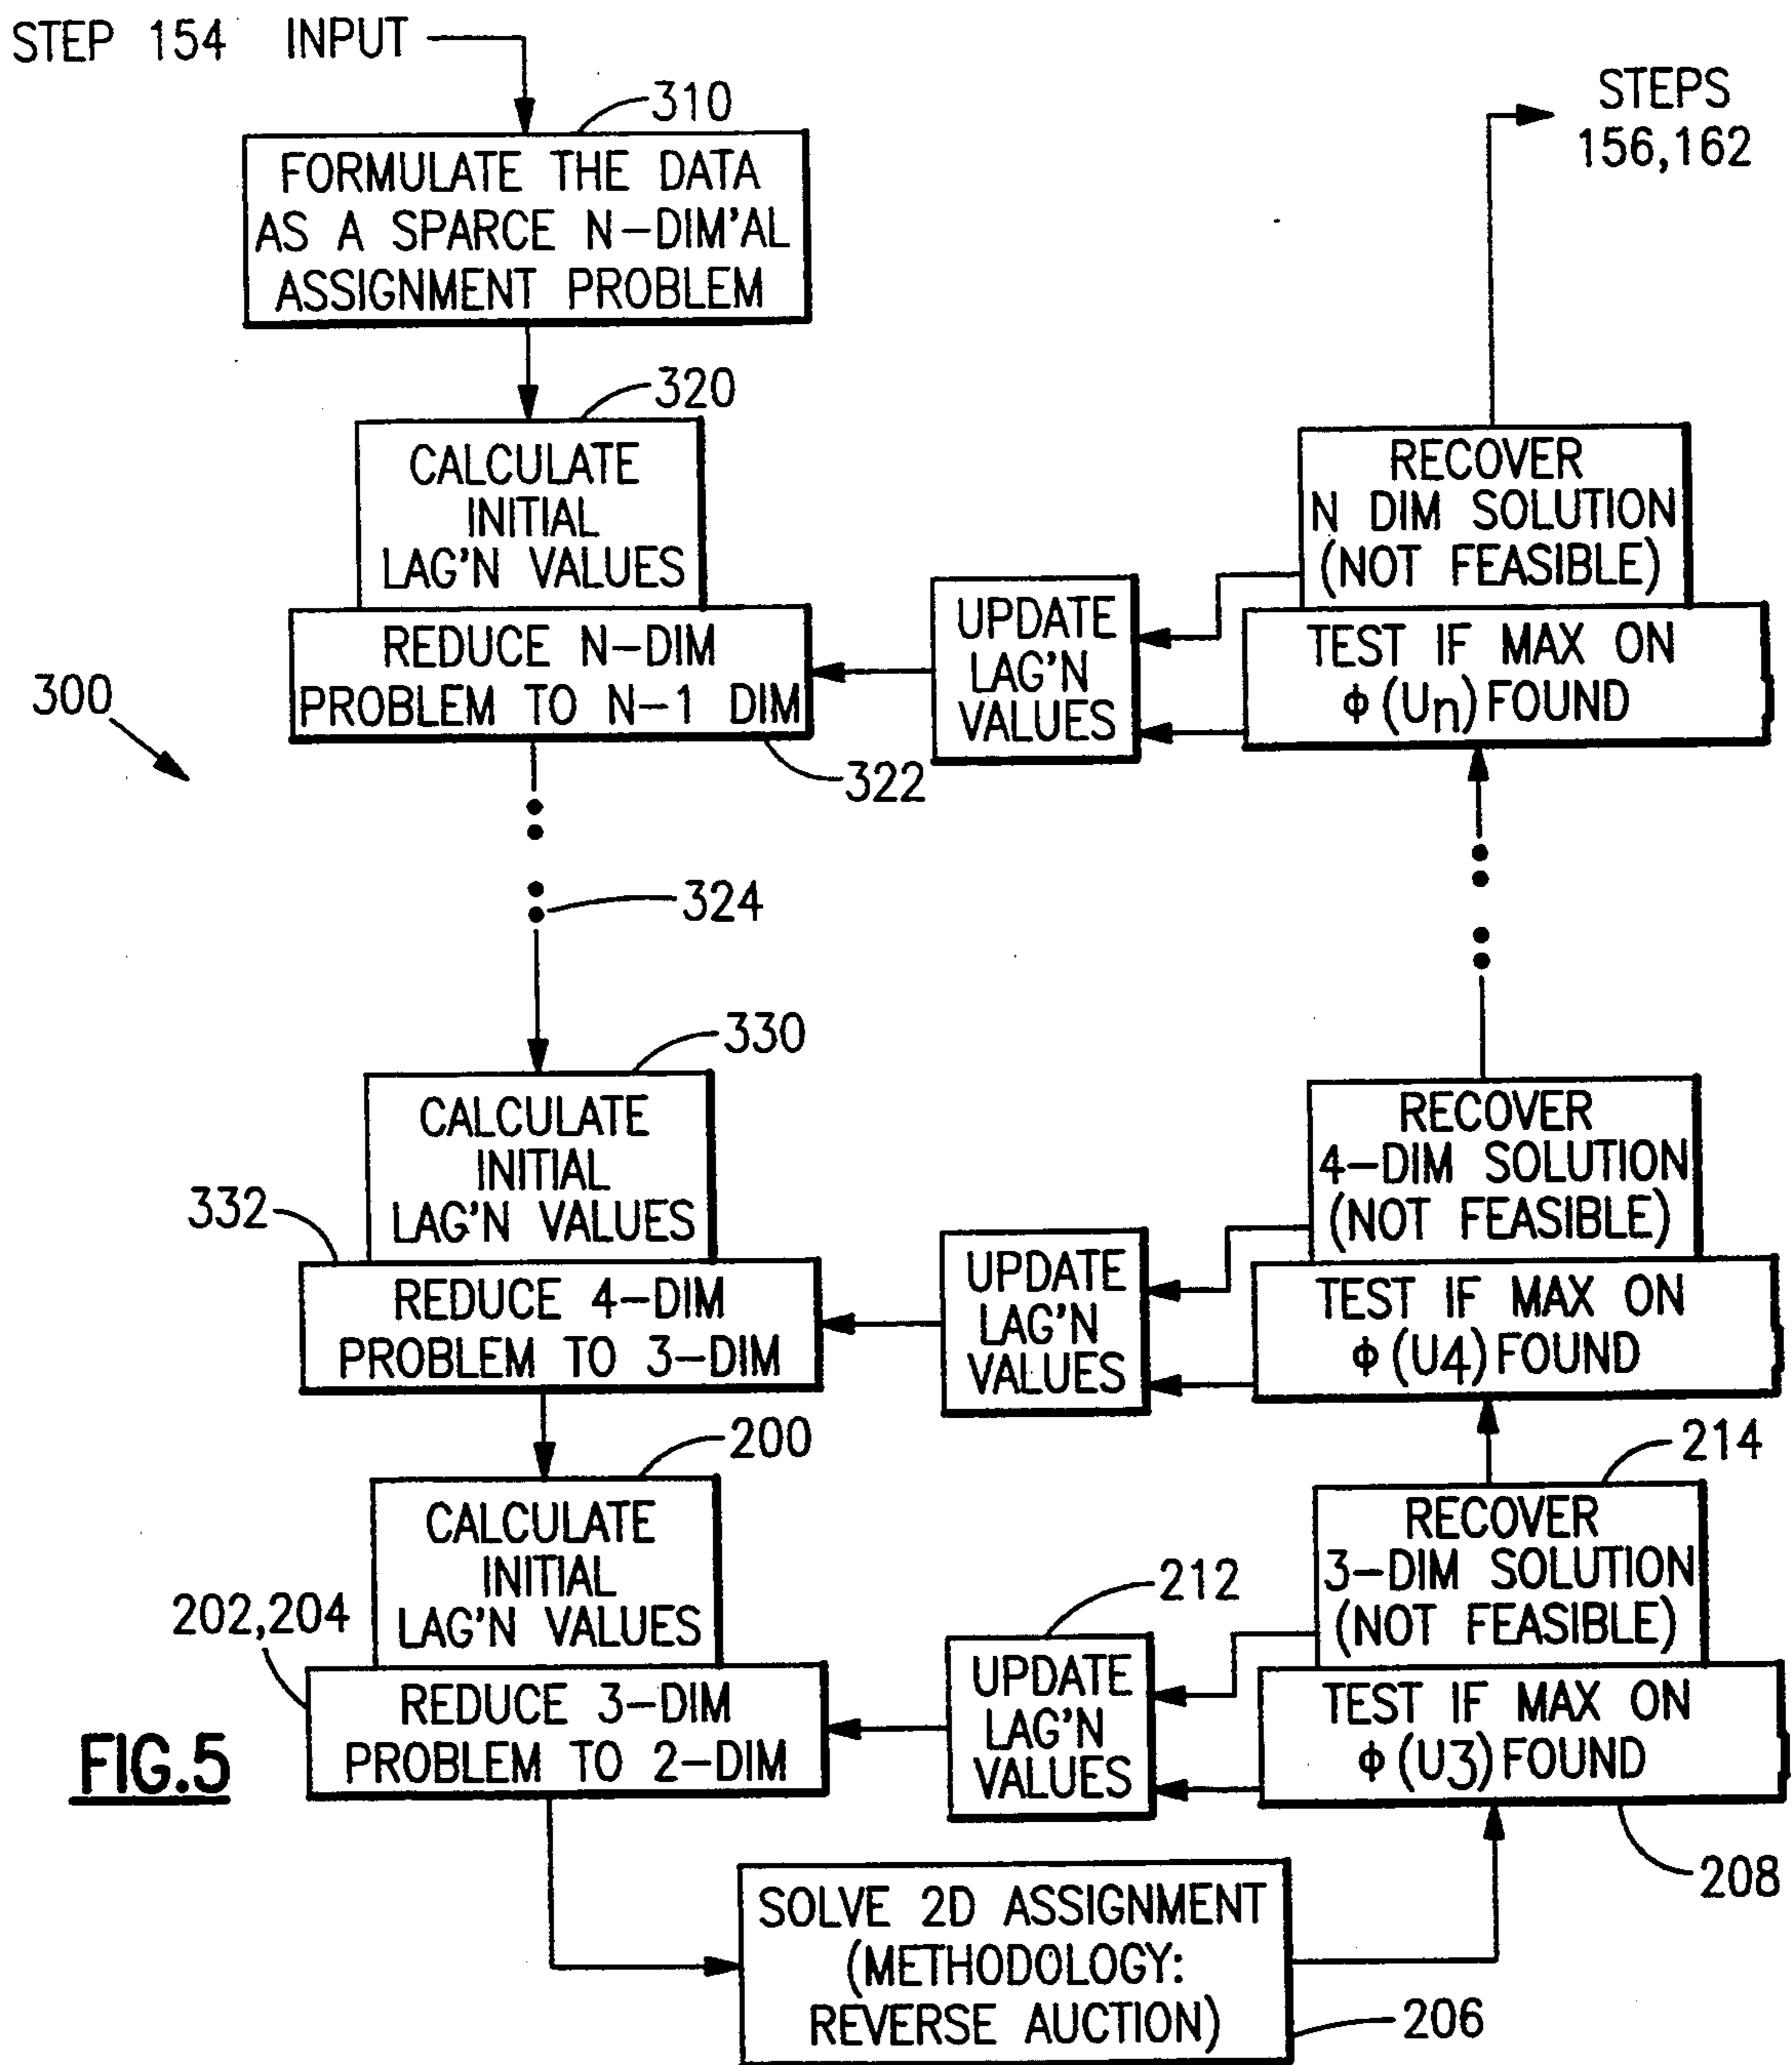 STEP 154 INPUT
310
FORMULATE THE DATA
AS A SPARCE N-DIM'AL
ASSIGNMENT PROBLEM
320
CALCULATE
INITIAL
LAG'N VALUES
REDUCE N-DIM
PROBLEM TO N-1 DIM
322
300
324
330
CALCULATE
INITIAL
LAG'N VALUES
332
REDUCE 4-DIM
PROBLEM TO 3-DIM
200
CALCULATE
INITIAL
LAG'N VALUES
202,204
REDUCE 3-DIM
PROBLEM TO 2-DIM
FIG.5
SOLVE 2D ASSIGNMENT
(METHODOLOGY:
REVERSE AUCTION)
206
STEPS
156,162
RECOVER
N DIM SOLUTION
(NOT FEASIBLE)
TEST IF MAX ON
Φ(Un) FOUND
UPDATE
LAG'N
VALUES
RECOVER
4-DIM SOLUTION
(NOT FEASIBLE)
TEST IF MAX ON
Φ(U4) FOUND
UPDATE
LAG'N
VALUES
214
RECOVER
3-DIM SOLUTION
(NOT FEASIBLE)
TEST IF MAX ON
Φ(U3) FOUND
208
212
UPDATE
LAG'N
VALUES